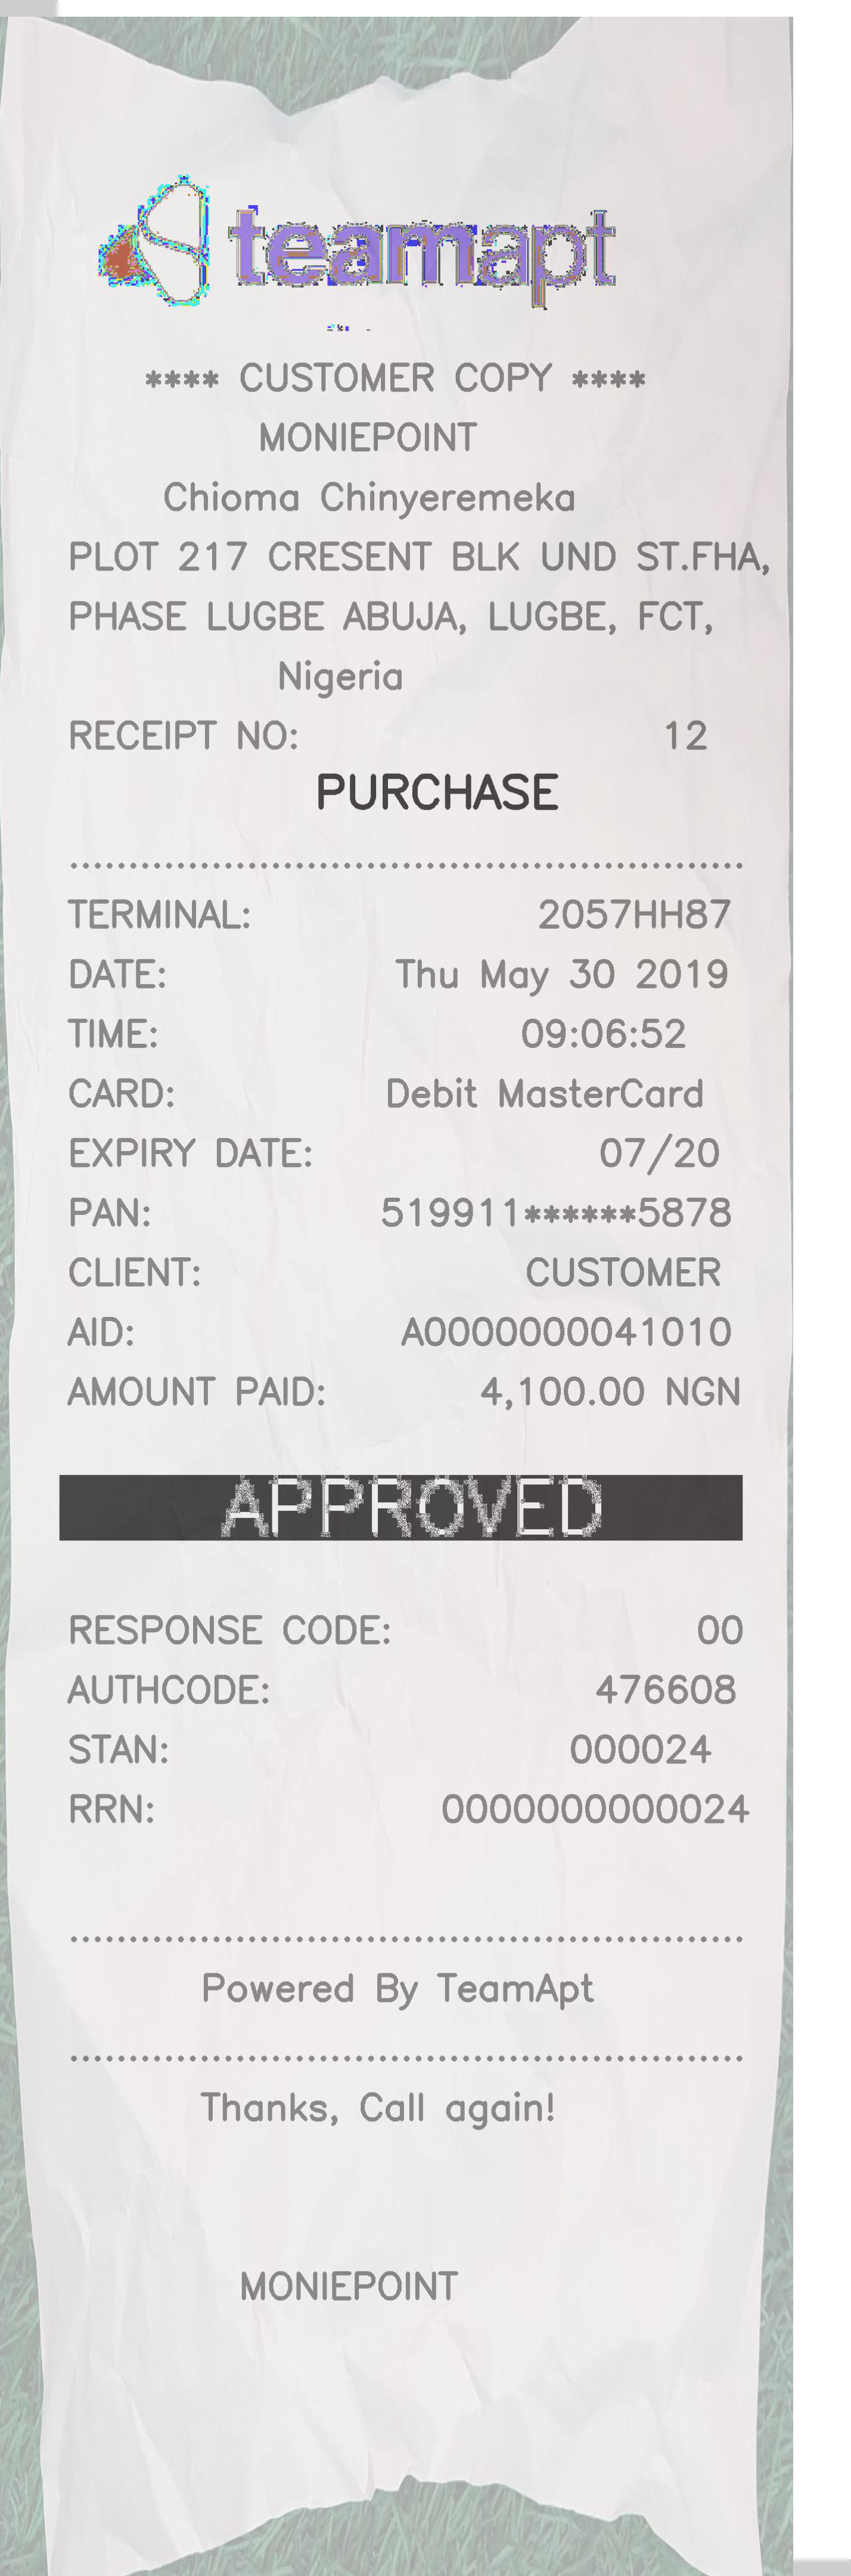 teamapt
**** CUSTOMER COPY ****
MONIEPOINT
Chioma Chinyeremeka
PLOT 217 CRESENT BLK UND ST.FHA,
PHASE LUGBE ABUJA, LUGBE, FCT,
Nigeria
RECEIPT NO: 12
PURCHASE
TERMINAL: 2057HH87
DATE: Thu May 30 2019
TIME: 09:06:52
CARD: Debit MasterCard
EXPIRY DATE: 07/20
PAN: 519911******5878
CLIENT: CUSTOMER
AID: A0000000041010
AMOUNT PAID: 4,100.00 NGN
APPROVED
RESPONSE CODE: 00
AUTHCODE: 476608
STAN: 000024
RRN: 0000000000024
Powered By TeamApt
Thanks, Call again!
MONIEPOINT